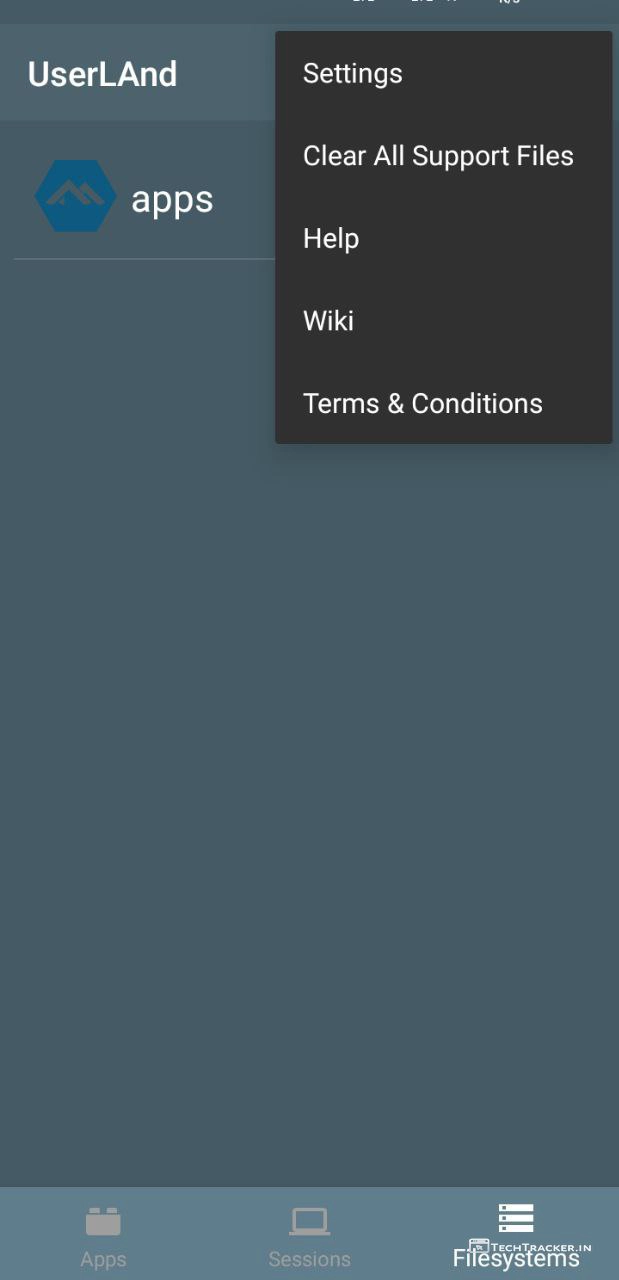 UserLAnd
Settings
Clear All Support Files
Help
Wiki
Terms & Conditions
apps
Apps
Sessions
Filesystems
TECHTRACKER.IN